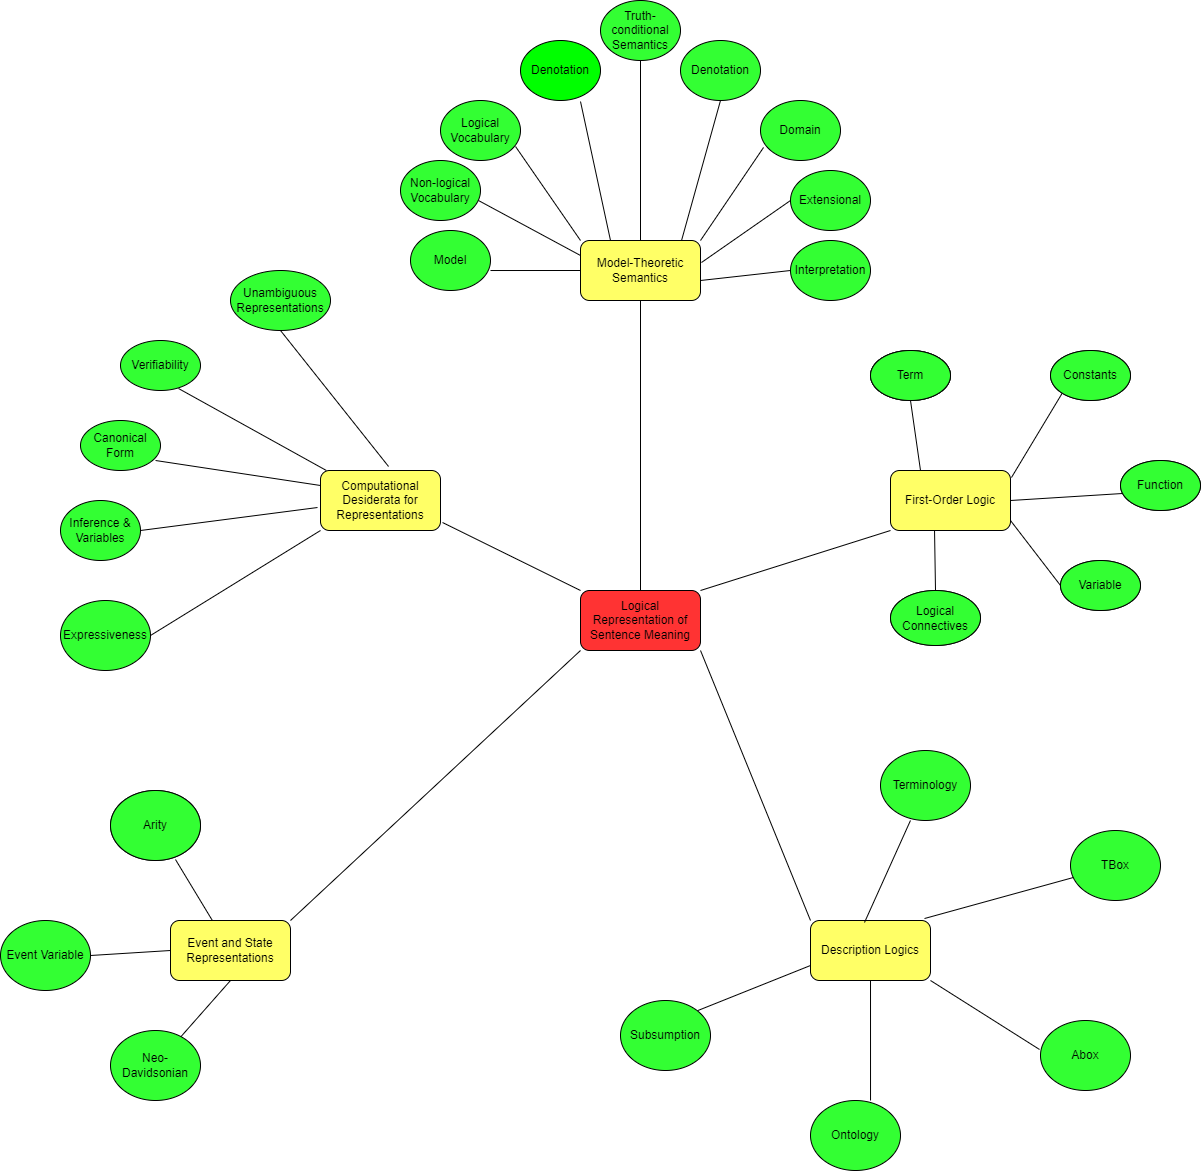 Truth-
conditional
Semantics
Denotation
Denotation
Logical
Vocabulary
Domain
Non-logical
Vocabulary
Extensional
Model
Model-Theoretic
Semantics
Interpretation
Unambiguous
Representations
Verifiability
Canonical
Form
Inference &
Variables
Expressiveness
Computational
Desiderata for
Representations
Term
Constants
Function
First-Order Logic
Variable
Logical
Connectives
Logical
Representation of
Sentence Meaning
Arity
Event Variable
Event and State
Representations
Neo-
Davidsonian
Terminology
TBox
Description Logics
Subsumption
Abox
Ontology